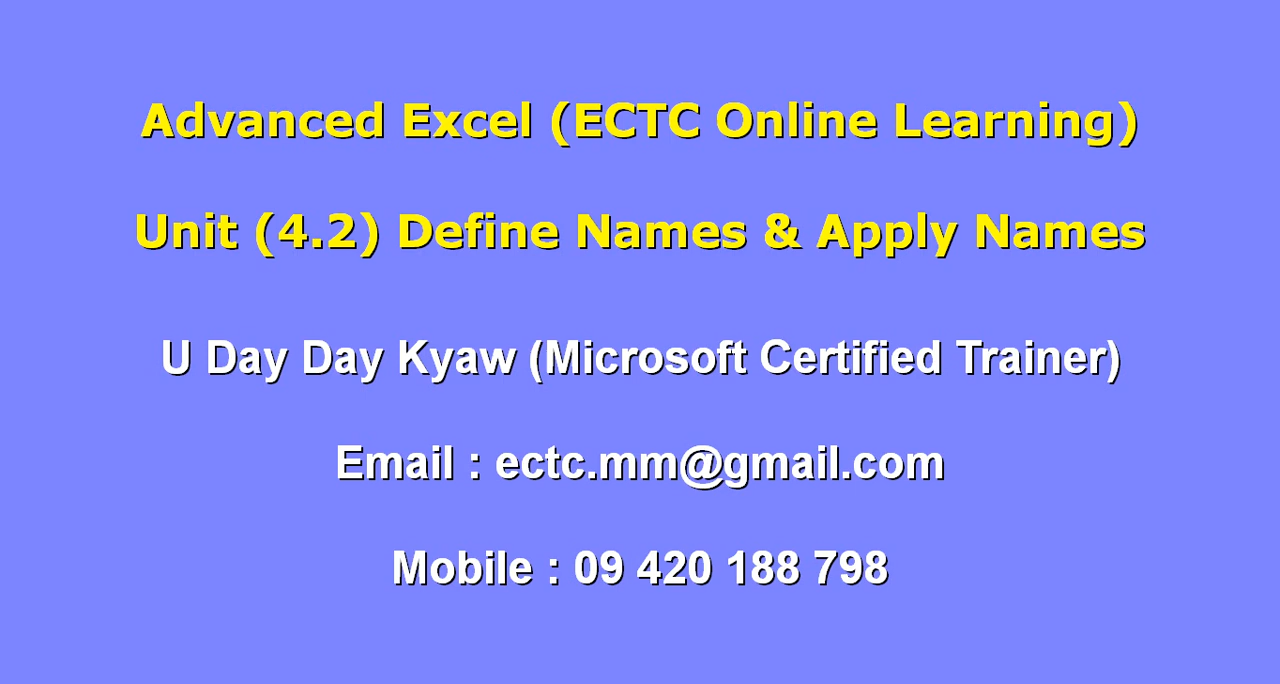 Advanced Excel (ECTC Online Learning)
Unit (4.2) Define Names & Apply Names
U Day Day Kyaw (Microsoft Certified Trainer)
Email : ectc.mm@gmail.com
Mobile : 09 420 188 798